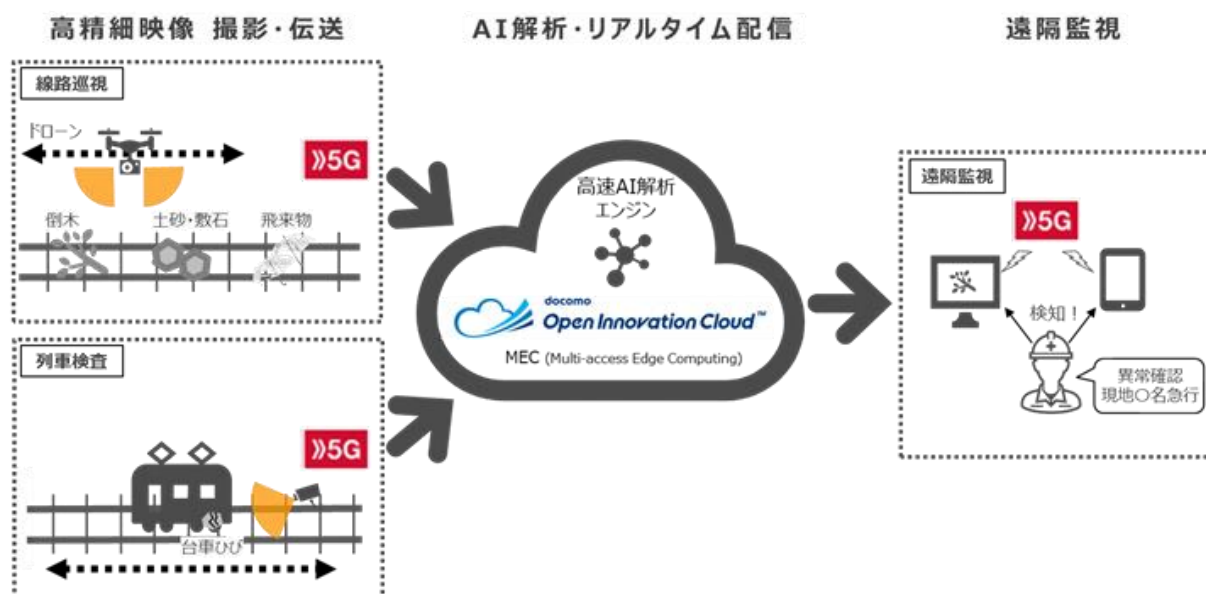 高精細映像 撮影・伝送
AI解析・リアルタイム配信
遠隔監視
線路巡視
ドローン
》5G
倒木
土砂・敷石
飛来物
列車検査
》5G
台車ひび
高速AI解析
エンジン
docomo
Open Innovation Cloud™
MEC (Multi-access Edge Computing)
遠隔監視
》5G
検知！
異常確認
現地〇名急行